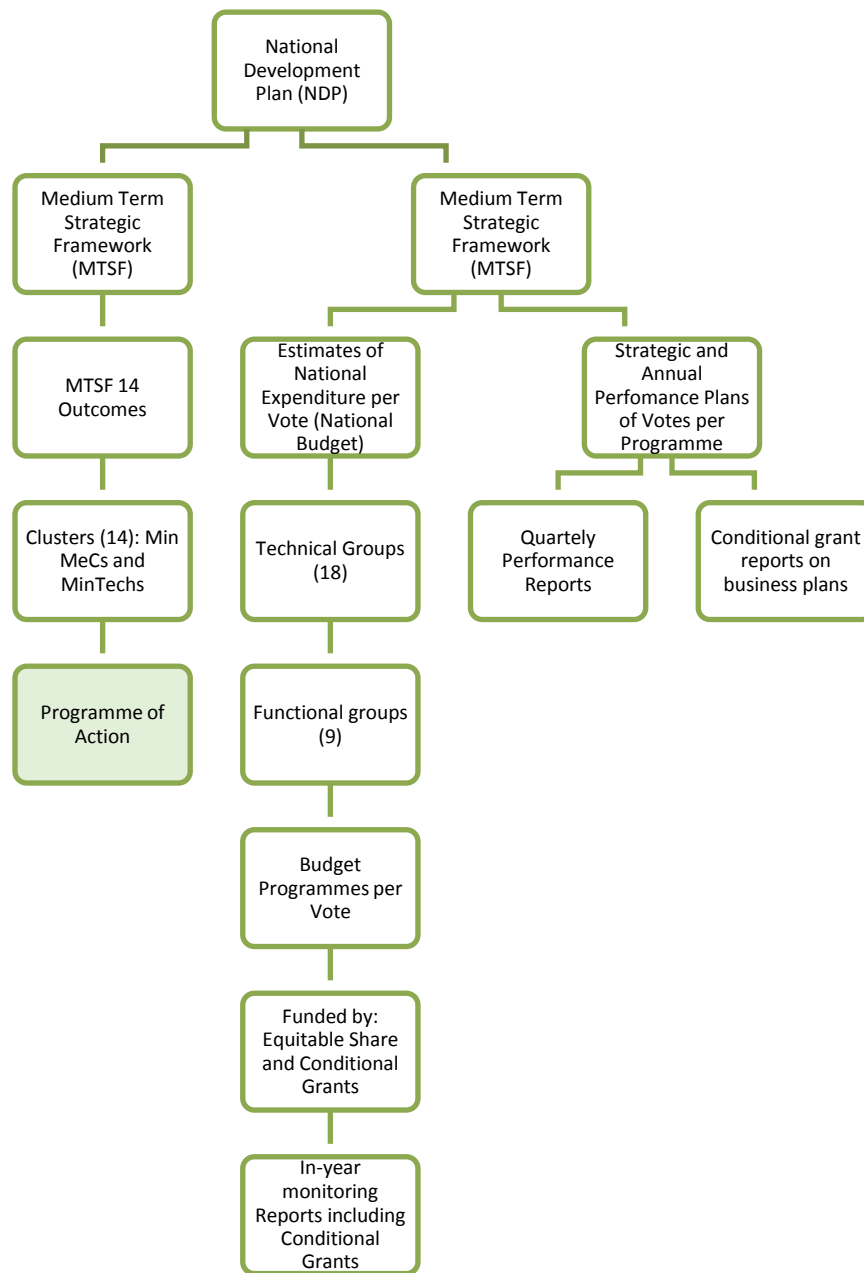 National
Development
Plan (NDP)
Medium Term
Strategic
Framework
(MTSF)
Medium Term
Strategic
Framework
(MTSF)
MTSF 14
Outcomes
Estimates of
National
Expenditure per
Vote (National
Budget)
Strategic and
Annual
Perfomance Plans
of Votes per
Programme
Clusters (14): Min
MeCs and
MinTechs
Technical Groups
(18)
Quartely
Performance
Reports
Conditional grant
reports on
business plans
Programme of
Action
Functional groups
(9)
Budget
Programmes per
Vote
Funded by:
Equitable Share
and Conditional
Grants
In-year
monitoring
Reports including
Conditional
Grants